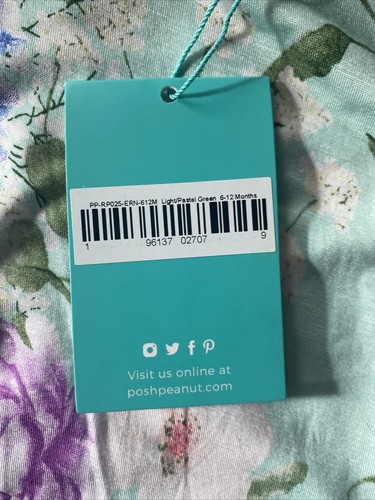 PP-RP025-ERN-612M Light/Pastel Green 6-12 Months
1 96137 02707 9
Visit us online at
poshpeanut.com